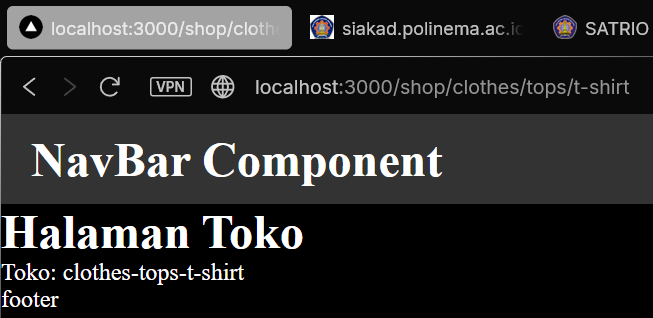 localhost:3000/shop/cloth
siakad.polinema.ac.id
SATRIO
VPN
localhost:3000/shop/clothes/tops/t-shirt
NavBar Component
Halaman Toko
Toko: clothes-tops-t-shirt
footer